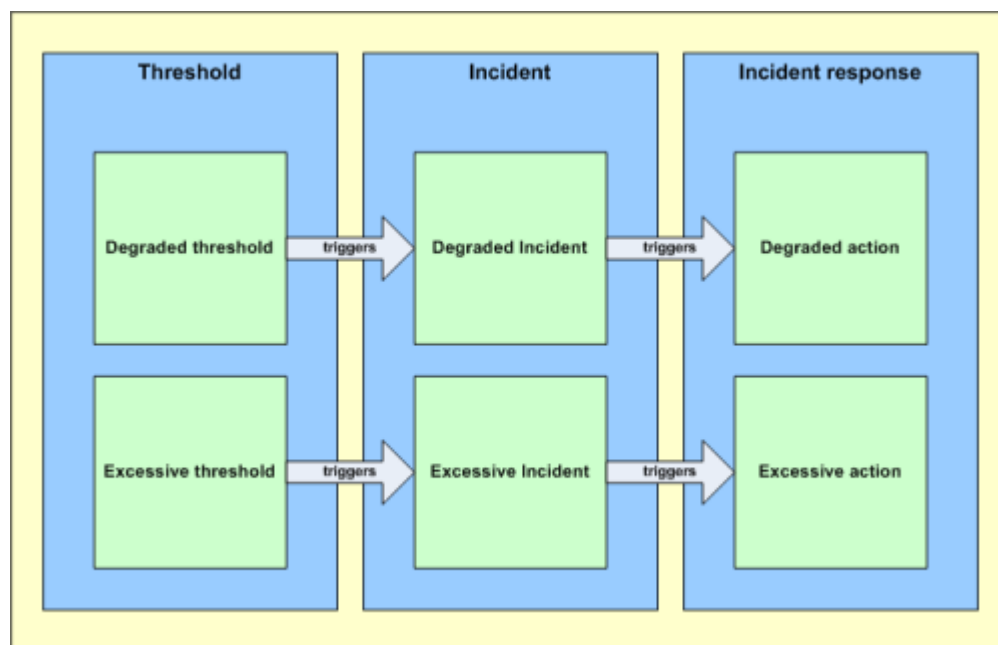 Threshold
Incident
Incident response
Degraded threshold
triggers
Degraded Incident
triggers
Degraded action
Excessive threshold
triggers
Excessive Incident
triggers
Excessive action